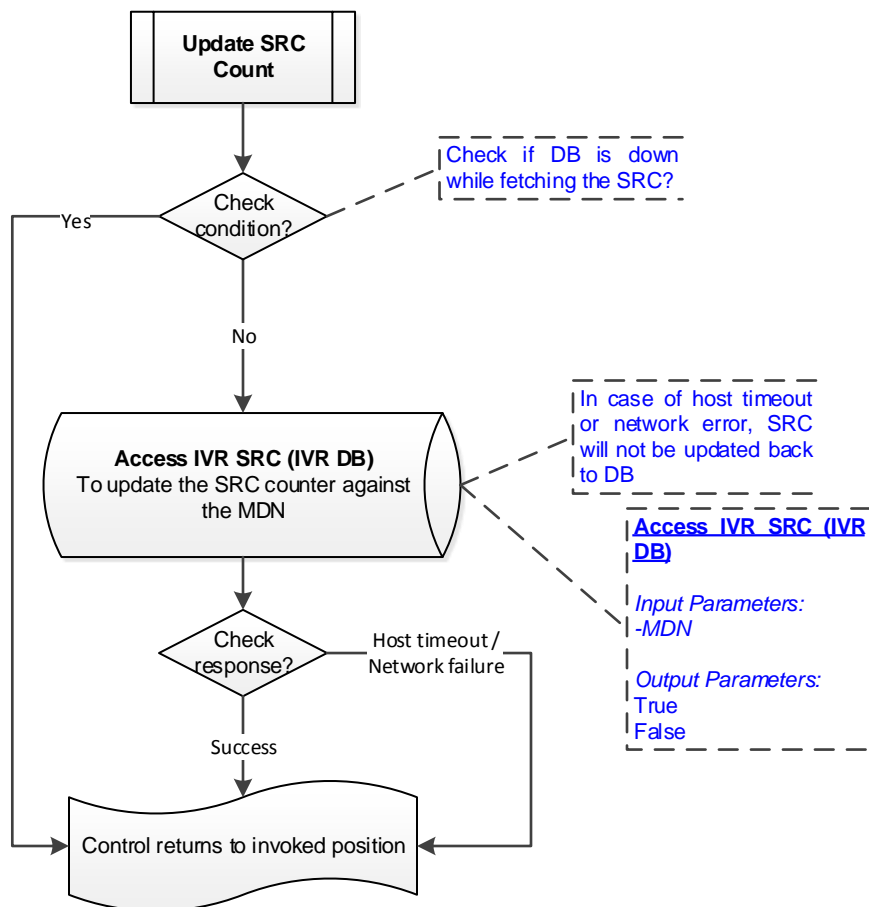 Update SRC
Count
Check if DB is down
while fetching the SRC?
Check
condition?
Yes
No
In case of host timeout
or network error, SRC
will not be updated back
to DB
Access IVR SRC (IVR DB)
To update the SRC counter against
the MDN
Access IVR SRC (IVR
DB)
Input Parameters:
-MDN
Output Parameters:
True
False
Check
response?
Host timeout /
Network failure
Success
Control returns to invoked position